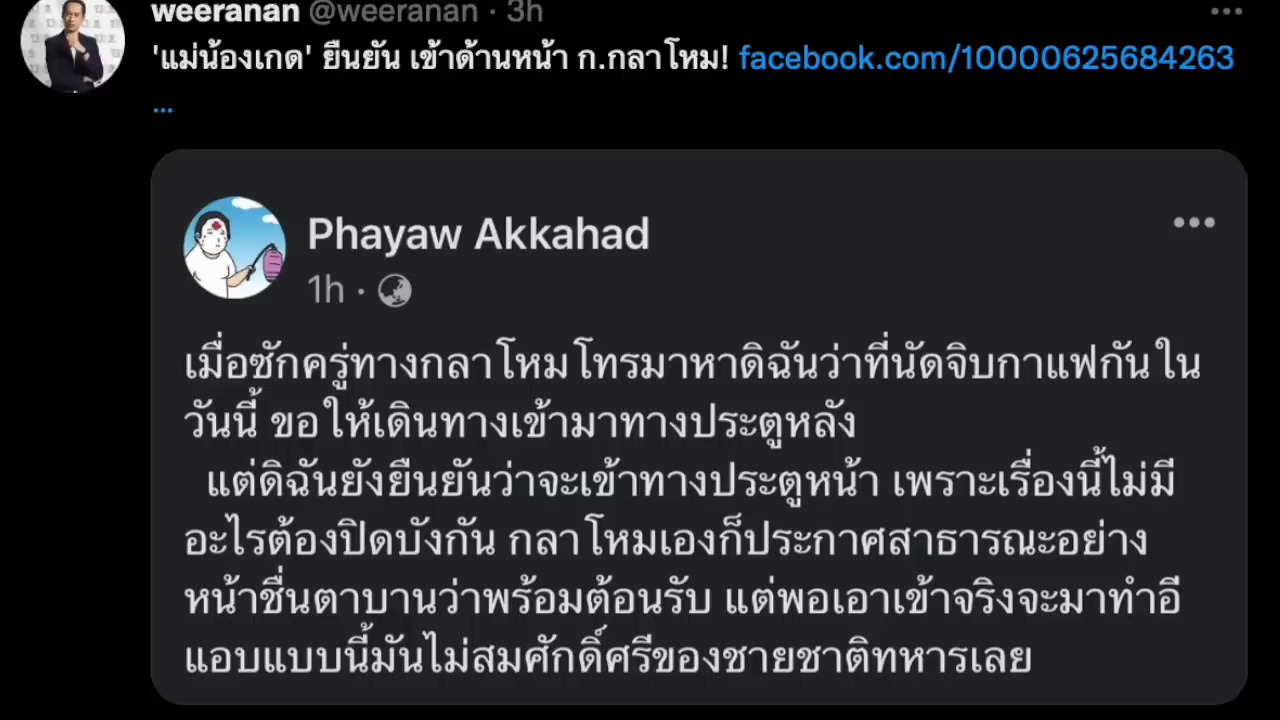 weeranan @weeranan · 3h
'แม่น้องเกด' ยืนยัน เข้าด้านหน้า ก.กลาโหม! facebook.com/10000625684263
...
Phayaw Akkahad
1h ·
เมื่อซักครู่ทางกลาโหมโทรมาหาดิฉันว่าที่นัดจิบกาแฟกันใน
วันนี้ ขอให้เดินทางเข้ามาทางประตูหลัง
แต่ดิฉันยังยืนยันว่าจะเข้าทางประตูหน้า เพราะเรื่องนี้ไม่มี
อะไรต้องปิดบังกัน กลาโหมเองก็ประกาศสาธารณะอย่าง
หน้าชื่นตาบานว่าพร้อมต้อนรับ แต่พอเอาเข้าจริงจะมาทำอี
แอบแบบนี้มันไม่สมศักดิ์ศรีของชายชาติทหารเลย